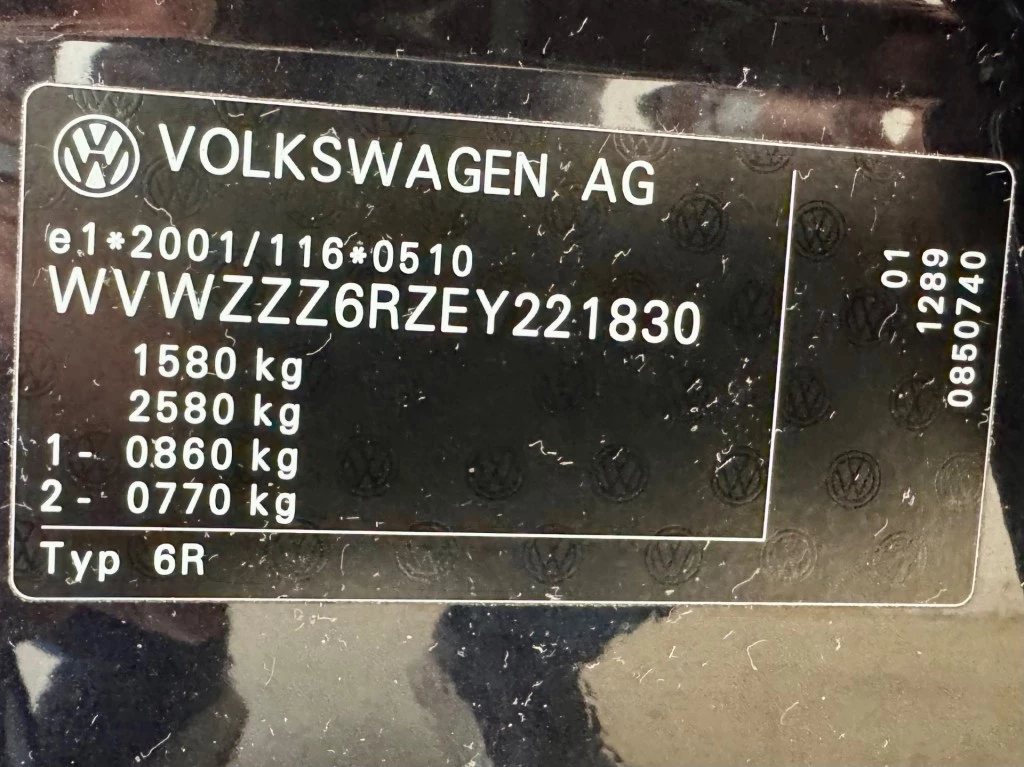 VOLKSWAGEN AG
e1*2001/116*0510
WVWZZZ6RZEY221830
1580 kg
2580 kg
1- 0860 kg
2- 0770 kg
Typ 6R
01
1289
0850740